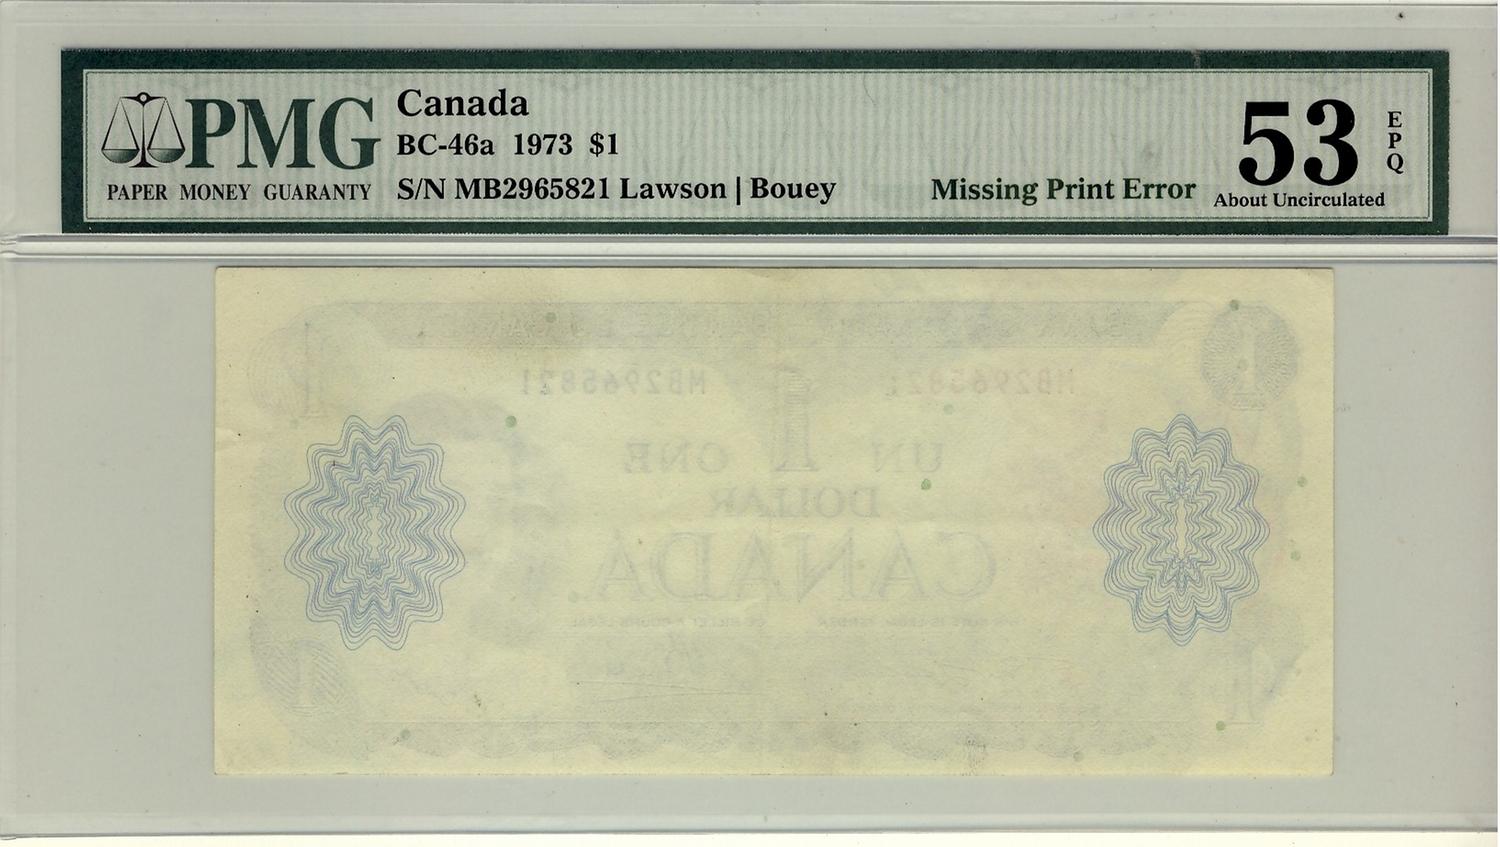 PMG
PAPER MONEY GUARANTY
Canada
BC-46a 1973 $1
S/N MB2965821 Lawson | Bouey
Missing Print Error
53
About Uncirculated
EPQ
MB2965821 MB2965821
1
UN ONE
DOLLAR
CANADA.